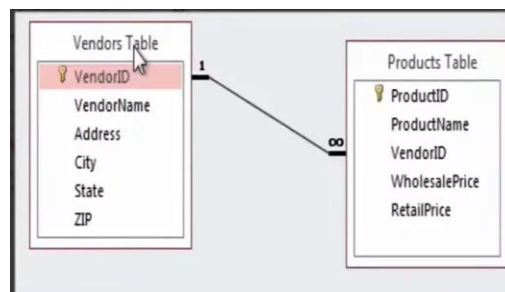 Vendors Table
VendorID
VendorName
Address
City
State
ZIP
1
∞
Products Table
ProductID
ProductName
VendorID
WholesalePrice
RetailPrice